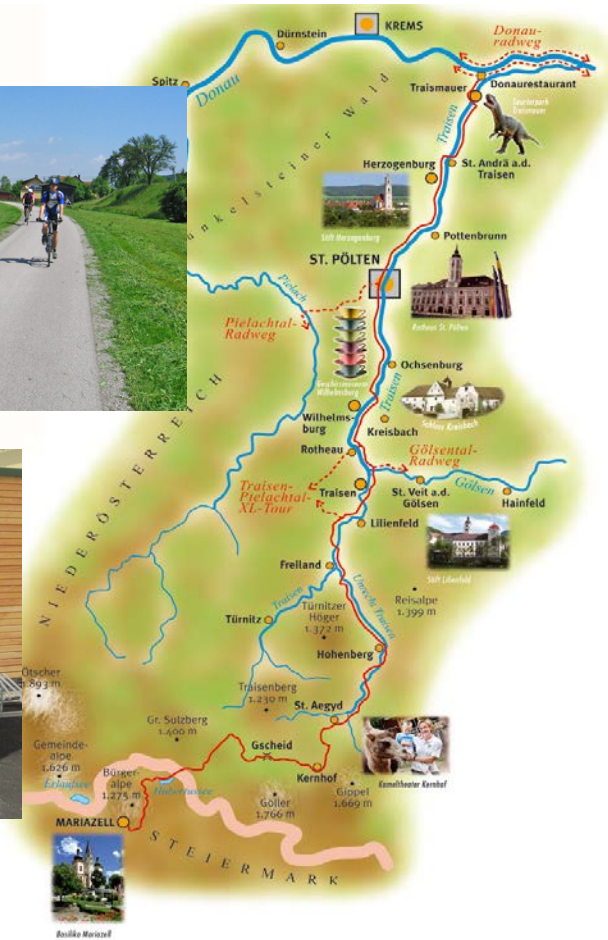 KREMS
Dürnstein
Donau-
radweg
Spitz
Donau
Donaurestaurant
Traismauer
Saurierpark
Traismauer
Traisen
Wald
unkelsteiner
Herzogenburg
St. Andrä a.d.
Traisen
Stift Herzogenburg
Pottenbrunn
ST. PÖLTEN
Rathaus St. Pölten
Pielach
Pielachtal-
Radweg
Wilhelmsburg
Ochsenburg
Traisen
Schloss Kreisbach
Wilhelms-
burg
Kreisbach
Rotheau
Gölsental-
Radweg
Traisen-
Pielachtal-
XL-Tour
Traisen
St. Veit a.d.
Gölsen
Gölsen
Hainfeld
Lilienfeld
Stift Lilienfeld
NIEDERÖSTERREICH
Freiland
Unrecht Traisen
Reisalpe
1.399 m
Traisen
Türnitz
Türnitzer
Höger
1.372 m
Hohenberg
Ötscher
1.893 m
Traisenberg
1.230 m
St. Aegyd
Gr. Sulzberg
1.400 m
Gscheid
Kernhof
Kameltheater Kernhof
Gemeinde-
alpe
1.626 m
Bürger-
alpe
1.275 m
Erlaufsee
Hubertussee
Göller
1.766 m
Gippel
1.669 m
MARIAZELL
STEIERMARK
Basilika Mariazell